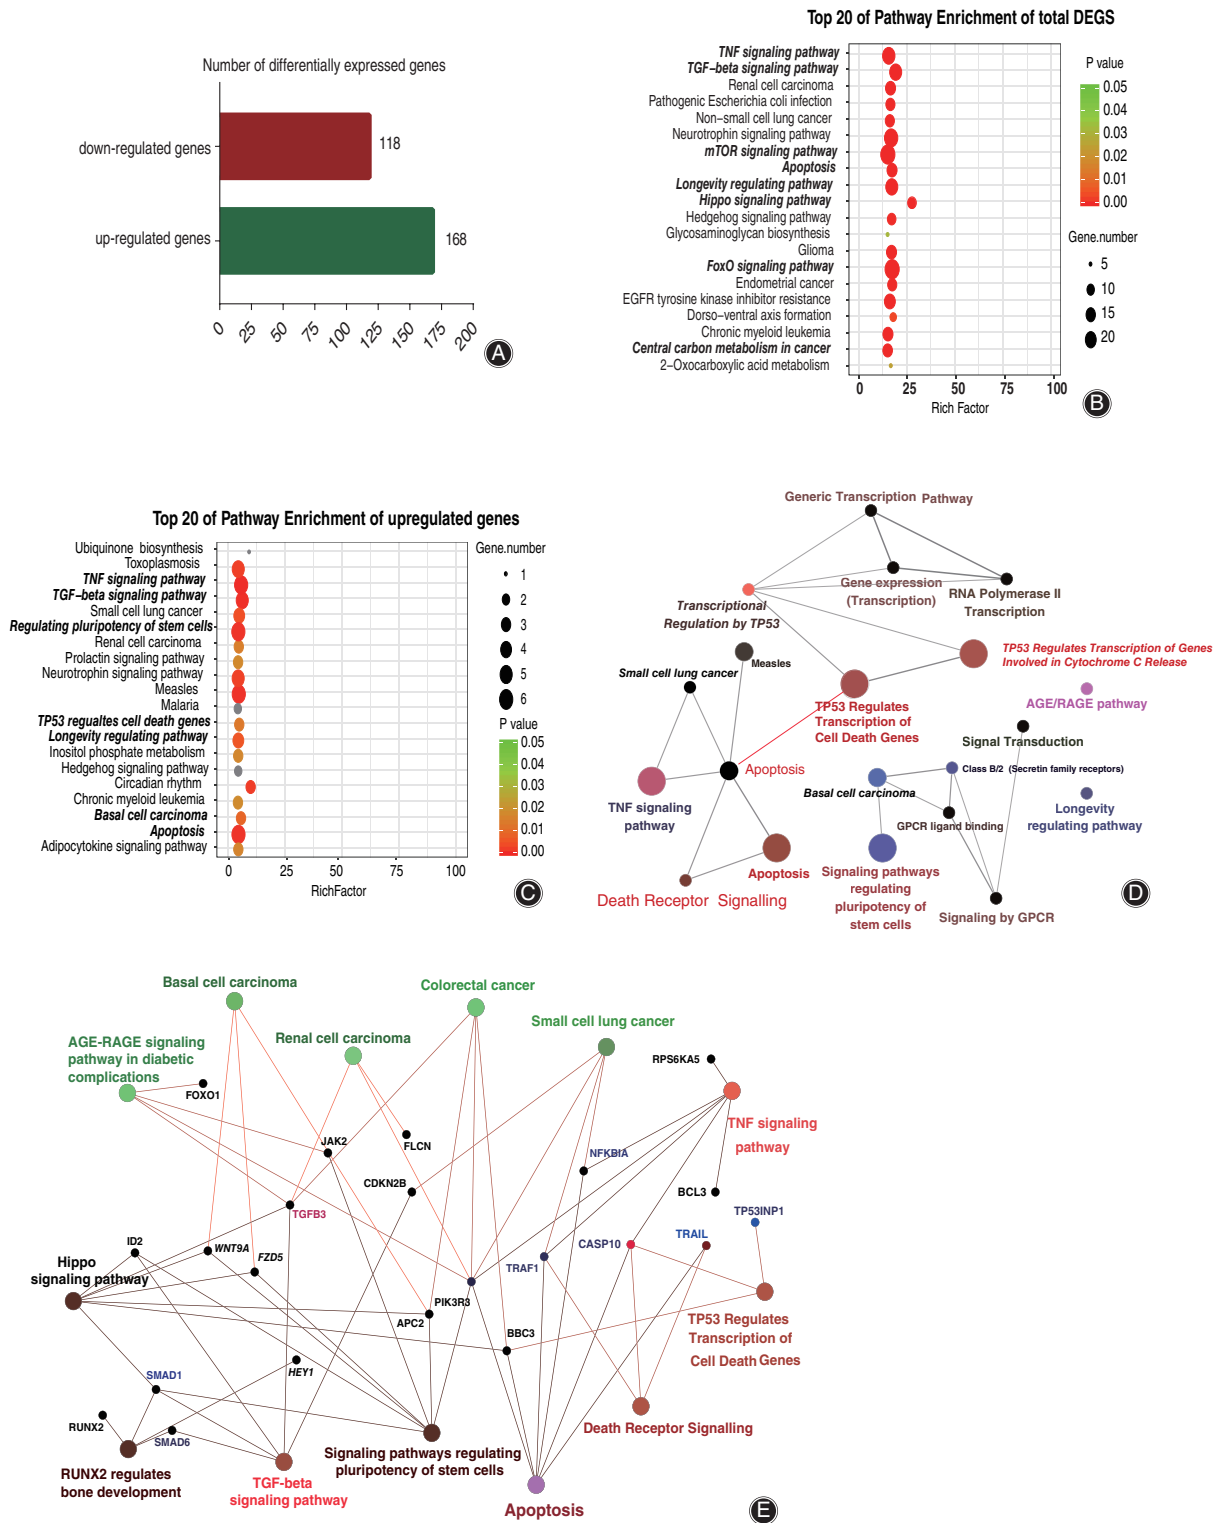 Number of differentially expressed genes
down-regulated genes
118
up-regulated genes
168
0 25 50 75 100 125 150 175 200
A
Top 20 of Pathway Enrichment of total DEGS
TNF signaling pathway
TGF-beta signaling pathway
Renal cell carcinoma
Pathogenic Escherichia coli infection
Non-small cell lung cancer
Neurotrophin signaling pathway
mTOR signaling pathway
Apoptosis
Longevity regulating pathway
Hippo signaling pathway
Hedgehog signaling pathway
Glycosaminoglycan biosynthesis
Glioma
FoxO signaling pathway
Endometrial cancer
EGFR tyrosine kinase inhibitor resistance
Dorso-ventral axis formation
Chronic myeloid leukemia
Central carbon metabolism in cancer
2-Oxocarboxylic acid metabolism
0 25 50 75 100
Rich Factor
P value
0.05
0.04
0.03
0.02
0.01
0.00
Gene.number
5
10
15
20
B
Top 20 of Pathway Enrichment of upregulated genes
Ubiquinone biosynthesis
Toxoplasmosis
TNF signaling pathway
TGF-beta signaling pathway
Small cell lung cancer
Regulating pluripotency of stem cells
Renal cell carcinoma
Prolactin signaling pathway
Neurotrophin signaling pathway
Measles
Malaria
TP53 regualtes cell death genes
Longevity regulating pathway
Inositol phosphate metabolism
Hedgehog signaling pathway
Circadian rhythm
Chronic myeloid leukemia
Basal cell carcinoma
Apoptosis
Adipocytokine signaling pathway
0 25 50 75 100
RichFactor
Gene.number
1
2
3
4
5
6
P value
0.05
0.04
0.03
0.02
0.01
0.00
C
Generic Transcription Pathway
Gene expression
(Transcription)
RNA Polymerase II
Transcription
Transcriptional
Regulation by TP53
TP53 Regulates Transcription of Genes
Involved in Cytochrome C Release
Measles
Small cell lung cancer
TP53 Regulates
Transcription of
Cell Death Genes
AGE/RAGE pathway
Signal Transduction
Apoptosis
Class B/2 (Secretin family receptors)
Basal cell carcinoma
TNF signaling
pathway
Longevity
regulating pathway
GPCR ligand binding
Apoptosis
Signaling pathways
regulating
pluripotency of
stem cells
Death Receptor Signalling
Signaling by GPCR
D
Basal cell carcinoma
Colorectal cancer
Small cell lung cancer
Renal cell carcinoma
AGE-RAGE signaling
pathway in diabetic
complications
FOXO1
RPS6KA5
TNF signaling
pathway
JAK2
FLCN
NFKBIA
CDKN2B
BCL3
TGFB3
TP53INP1
TRAIL
CASP10
ID2
WNT9A
FZD5
Hippo
signaling pathway
TRAF1
PIK3R3
APC2
BBC3
TP53 Regulates
Transcription of
Cell Death Genes
HEY1
SMAD1
RUNX2
SMAD6
Death Receptor Signalling
Signaling pathways regulating
pluripotency of stem cells
RUNX2 regulates
bone development
TGF-beta
signaling pathway
Apoptosis
E